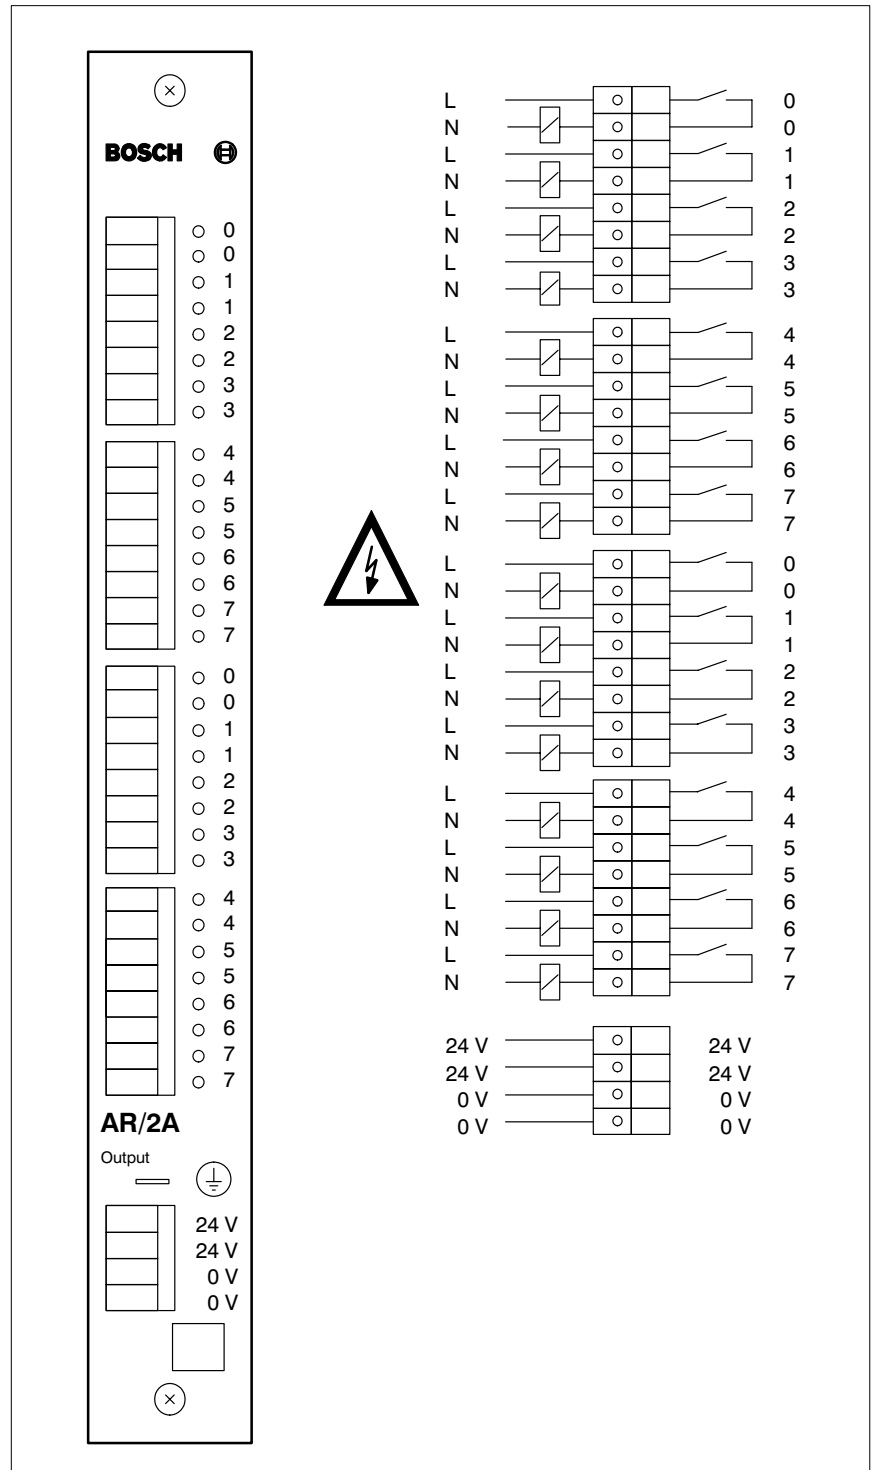 BOSCH
0
0
1
1
2
2
3
3
4
4
5
5
6
6
7
7
0
0
1
1
2
2
3
3
4
4
5
5
6
6
7
7
AR/2A
Output
24 V
24 V
0 V
0 V
L 0
N 0
L 1
N 1
L 2
N 2
L 3
N 3
L 4
N 4
L 5
N 5
L 6
N 6
L 7
N 7
L 0
N 0
L 1
N 1
L 2
N 2
L 3
N 3
L 4
N 4
L 5
N 5
L 6
N 6
L 7
N 7
24 V 24 V
24 V 24 V
0 V 0 V
0 V 0 V